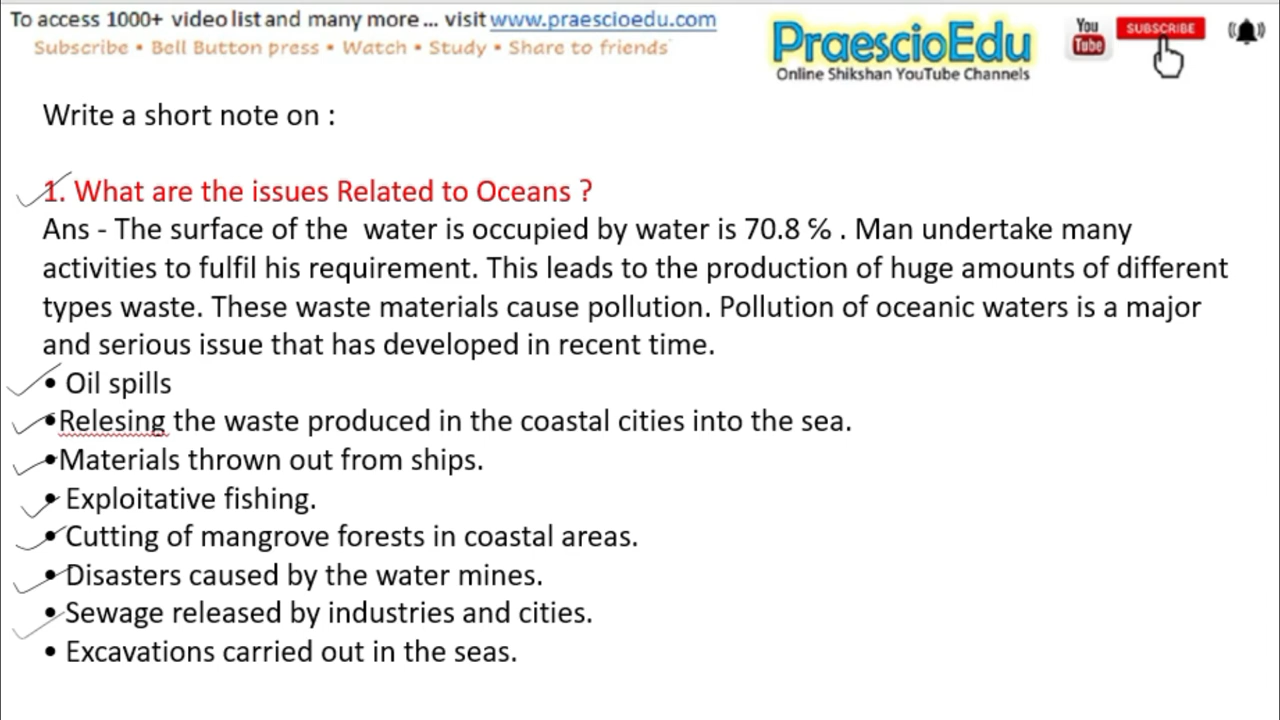 To access 1000+ video list and many more... visit www.praescioedu.com
Subscribe • Bell Button press • Watch • Study • Share to friends
PraescioEdu
Online Shikshan YouTube Channels
You
Tube
SUBSCRIBE
Write a short note on :
1. What are the issues Related to Oceans ?
Ans - The surface of the water is occupied by water is 70.8 ℅ . Man undertake many
activities to fulfil his requirement. This leads to the production of huge amounts of different
types waste. These waste materials cause pollution. Pollution of oceanic waters is a major
and serious issue that has developed in recent time.
• Oil spills
•Relesing the waste produced in the coastal cities into the sea.
•Materials thrown out from ships.
• Exploitative fishing.
• Cutting of mangrove forests in coastal areas.
• Disasters caused by the water mines.
• Sewage released by industries and cities.
• Excavations carried out in the seas.